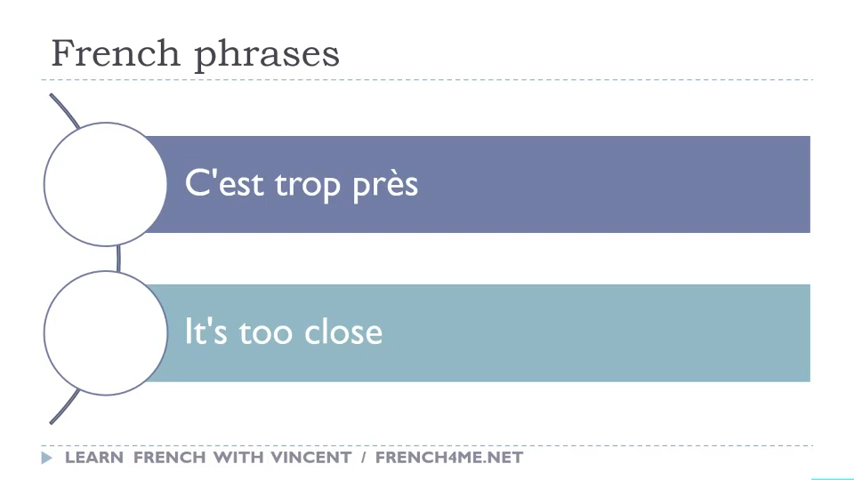 French phrases
C'est trop près
It's too close
LEARN FRENCH WITH VINCENT / FRENCH4ME.NET